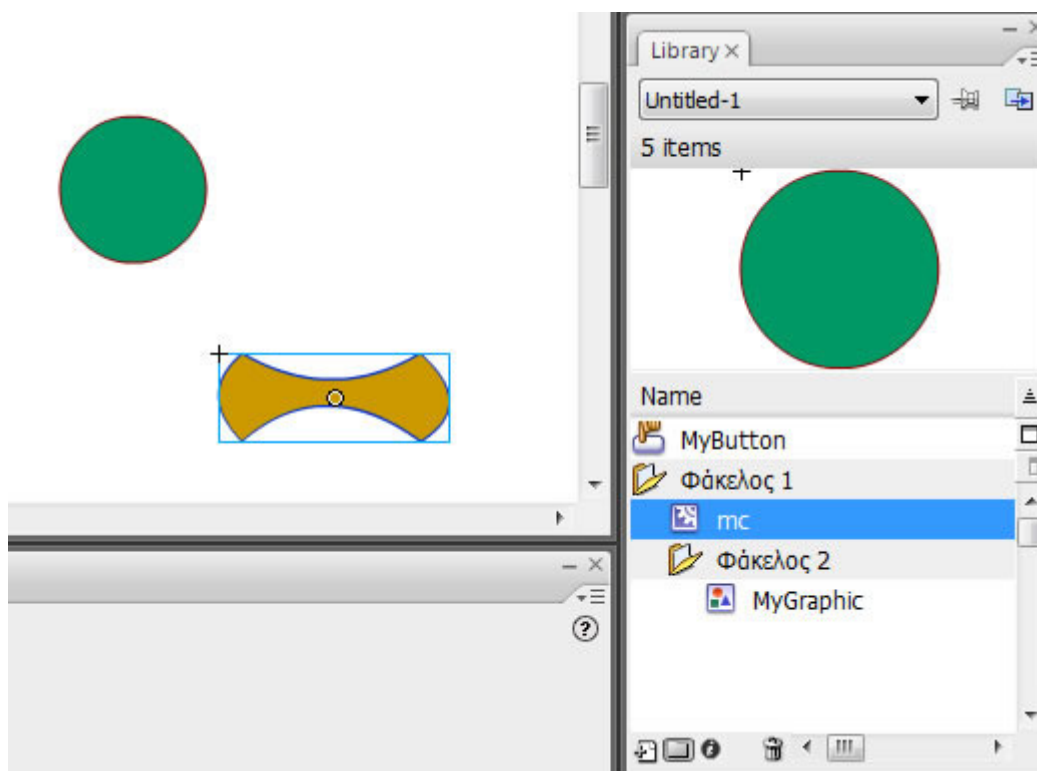 Library
Untitled-1
5 items
Name
MyButton
Φάκελος 1
mc
Φάκελος 2
MyGraphic